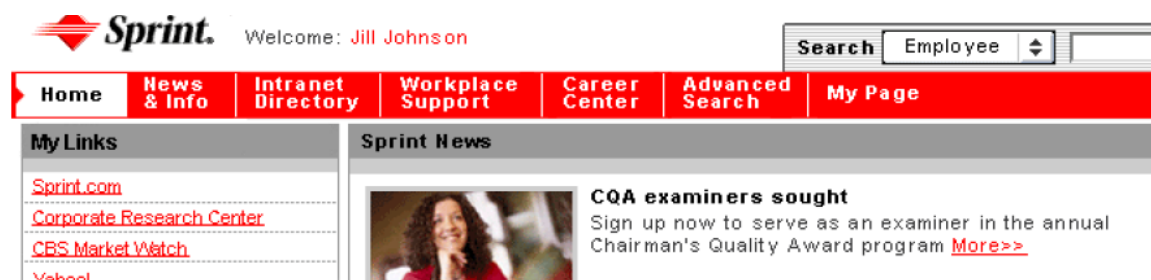 Sprint. Welcome: Jill Johnson
Search Employee
Home
News
& Info
Intranet
Directory
Workplace
Support
Career
Center
Advanced
Search
My Page
My Links
Sprint.com
Corporate Research Center
CBS Market Watch
Yahoo!
Sprint News
CQA examiners sought
Sign up now to serve as an examiner in the annual
Chairman's Quality Award program More>>